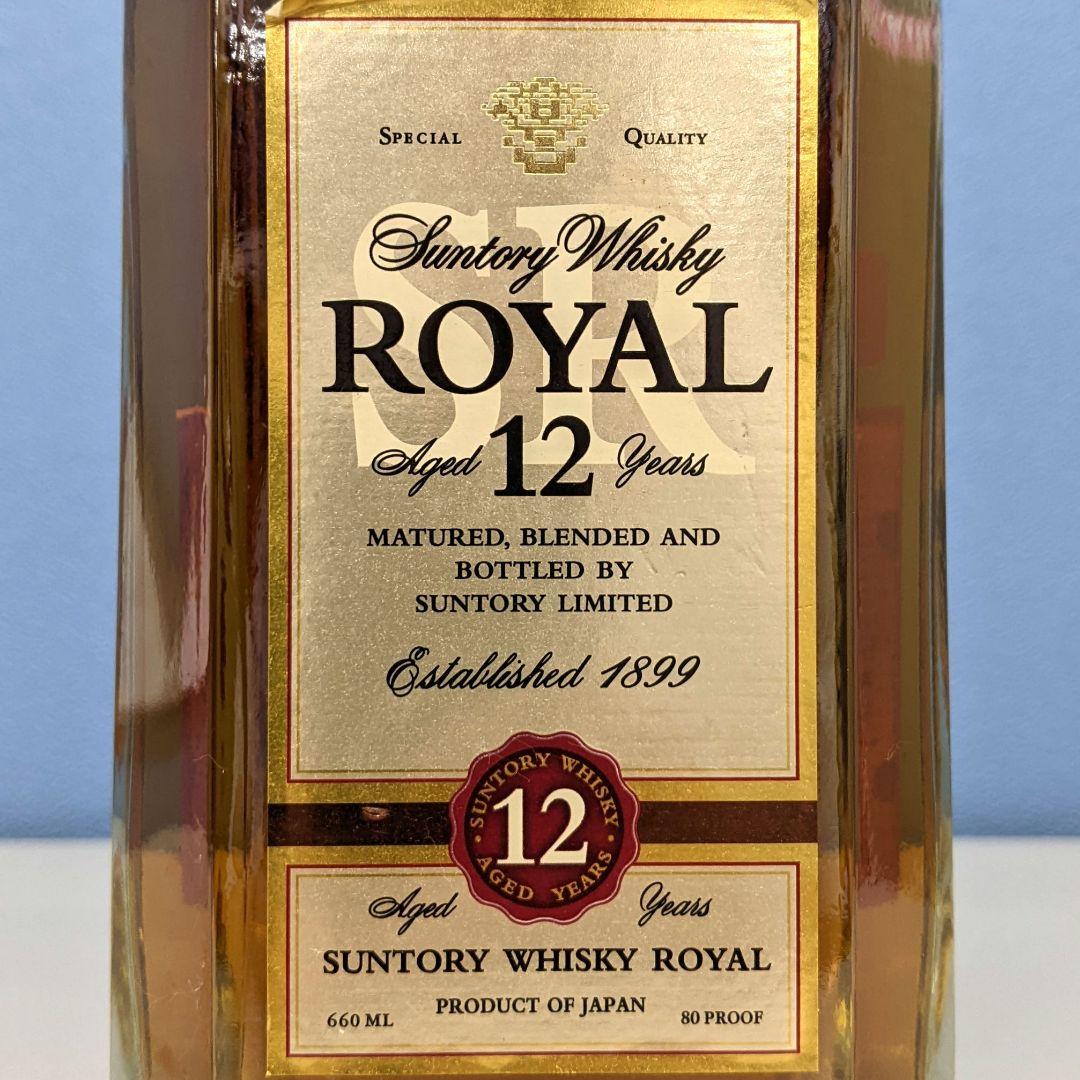 SPECIAL QUALITY
SR
Suntory Whisky
ROYAL
Aged 12 Years
MATURED, BLENDED AND
BOTTLED BY
SUNTORY LIMITED
Established 1899
SUNTORY WHISKY
12
AGED YEARS
Aged Years
SUNTORY WHISKY ROYAL
PRODUCT OF JAPAN
660 ML 80 PROOF